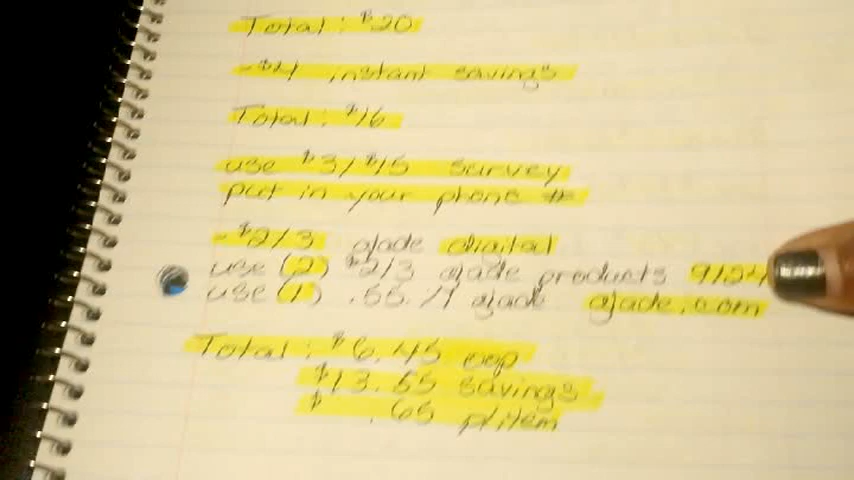 Total: $20
-$4 instant savings
Total: $16
use $3/$15 survey
put in your phone #
-$2/3 glade digital
use (2) $2/3 glade products 9/24
use (1) .55/1 glade glade.com
Total: $6.45 oop
$13.55 savings
$ .65 p/item